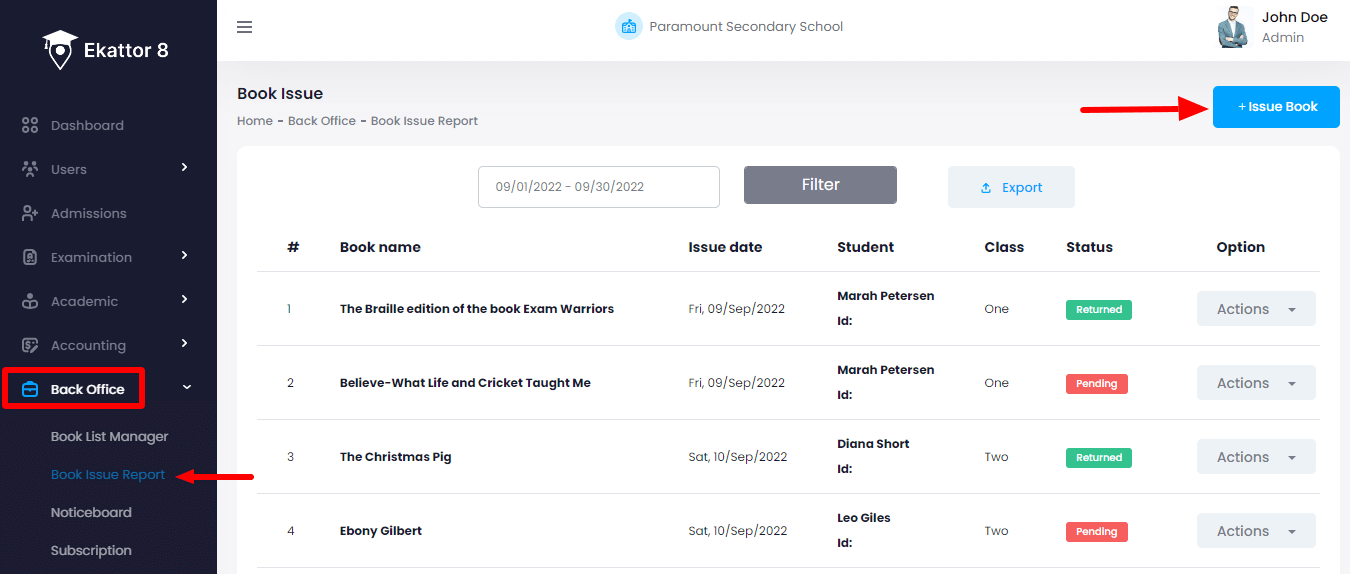 Ekattor 8
Dashboard
Users
Admissions
Examination
Academic
Accounting
Back Office
Book List Manager
Book Issue Report
Noticeboard
Subscription
Paramount Secondary School
John Doe
Admin
Book Issue
Home - Back Office - Book Issue Report
+ Issue Book
09/01/2022 - 09/30/2022
Filter
Export
# Book name Issue date Student Class Status Option
1 The Braille edition of the book Exam Warriors Fri, 09/Sep/2022 Marah Petersen One Returned Actions
Id:
2 Believe-What Life and Cricket Taught Me Fri, 09/Sep/2022 Marah Petersen One Pending Actions
Id:
3 The Christmas Pig Sat, 10/Sep/2022 Diana Short Two Returned Actions
Id:
4 Ebony Gilbert Sat, 10/Sep/2022 Leo Giles Two Pending Actions
Id: